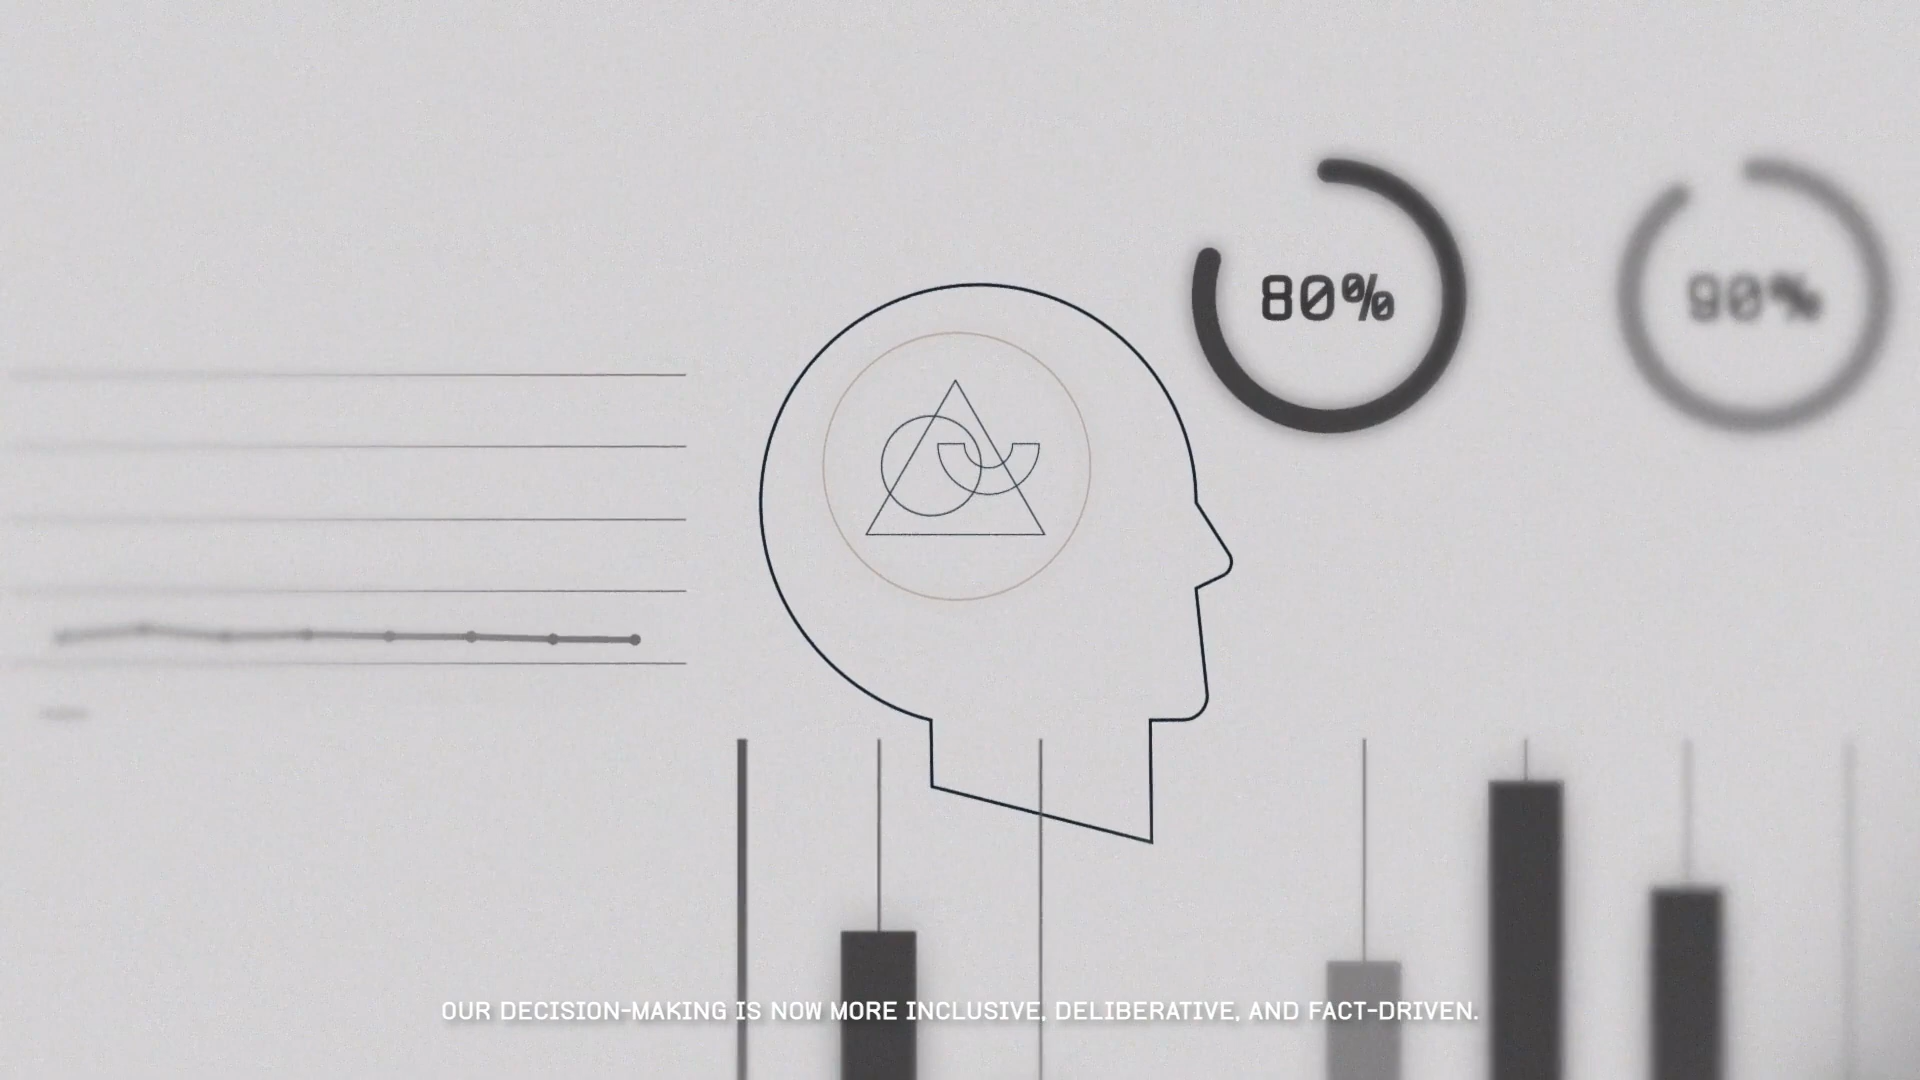 80%
90%
OUR DECISION-MAKING IS NOW MORE INCLUSIVE, DELIBERATIVE, AND FACT-DRIVEN.